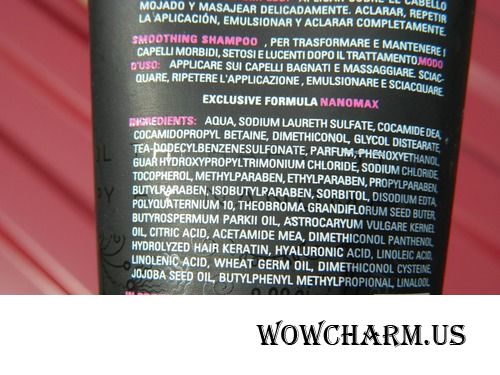 MOJADO Y MASAJEAR DELICADAMENTE. ACLARAR, REPETIR
LA APLICACIÓN, EMULSIONAR Y ACLARAR COMPLETAMENTE.
SMOOTHING SHAMPOO , PER TRASFORMARE E MANTENERE I
CAPELLI MORBIDI, SETOSI E LUCENTI DOPO IL TRATTAMENTO.MODO
D'USO: APPLICARE SUI CAPELLI BAGNATI E MASSAGGIARE. SCIAC-
QUARE, RIPETERE L'APPLICAZIONE , EMULSIONARE E SCIACQUARE.
EXCLUSIVE FORMULA NANOMAX
INGREDIENTS: AQUA, SODIUM LAURETH SULFATE, COCAMIDE DEA,
COCAMIDOPROPYL BETAINE, DIMETHICONOL, GLYCOL DISTEARATE,
TEA-DODECYLBENZENESULFONATE, PARFUM, PHENOXYETHANOL,
GUAR HYDROXYPROPYLTRIMONIUM CHLORIDE, SODIUM CHLORIDE,
TOCOPHEROL, METHYLPARABEN, ETHYLPARABEN, PROPYLPARABEN,
BUTYLPARABEN, ISOBUTYLPARABEN, SORBITOL, DISODIUM EDTA,
POLYQUATERNIUM 10, THEOBROMA GRANDIFLORUM SEED BUTER,
BUTYROSPERMUM PARKII OIL, ASTROCARYUM VULGARE KERNEL
OIL, CITRIC ACID, ACETAMIDE MEA, DIMETHICONOL PANTHENOL,
HYDROLYZED HAIR KERATIN, HYALURONIC ACID, LINOLEIC ACID,
LINOLENIC ACID, WHEAT GERM OIL, DIMETHICONOL CYSTEINE,
JOJOBA SEED OIL, BUTYLPHENYL METHYLPROPIONAL, LINALOOL
WOWCHARM.US